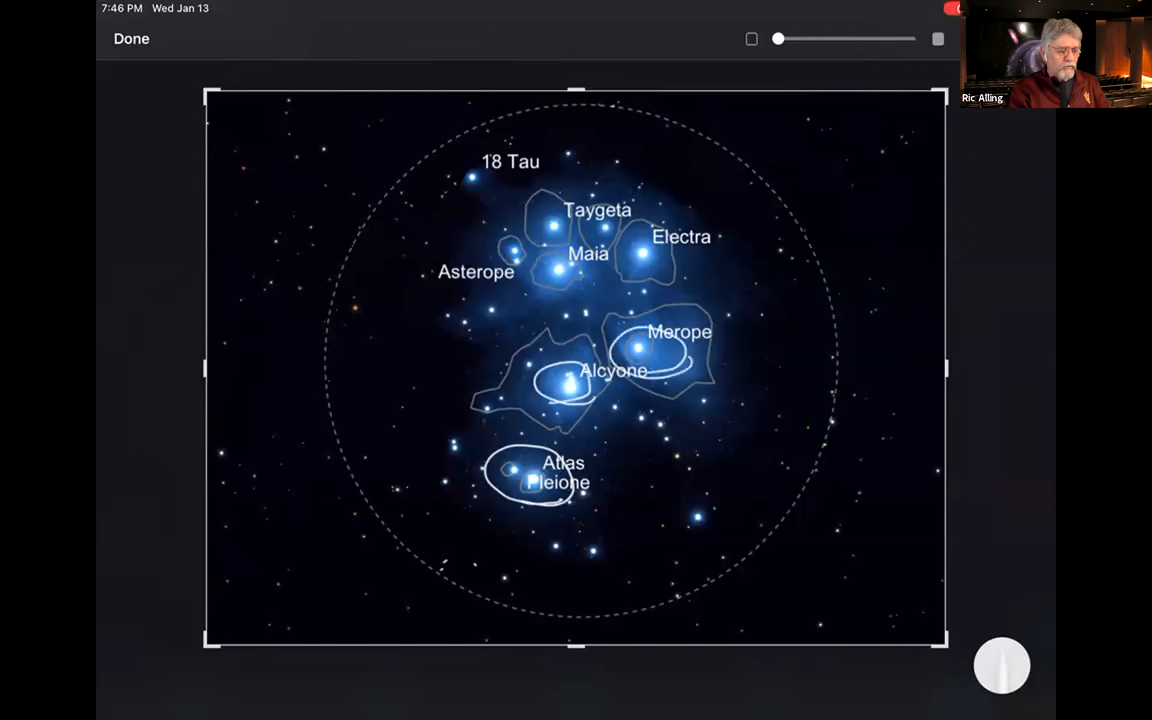 7:46 PM Wed Jan 13
Done
Ric Alling
18 Tau
Taygeta
Electra
Maia
Asterope
Merope
Alcyone
Atlas
Pleione